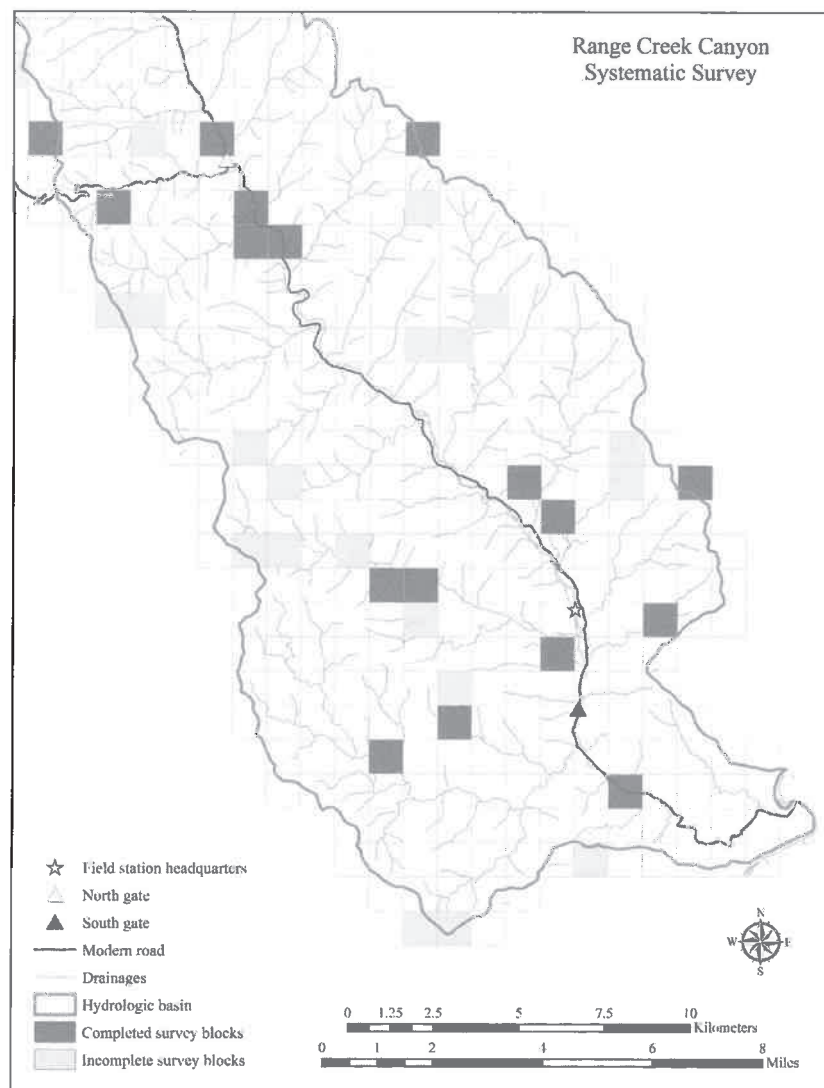 Range Creek Canyon
Systematic Survey
Field station headquarters
North gate
South gate
Modern road
Drainages
Hydrologic basin
Completed survey blocks
Incomplete survey blocks
N
W E
S
0 1.25 2.5 5 7.5 10
Kilometers
0 1 2 4 6 8
Miles